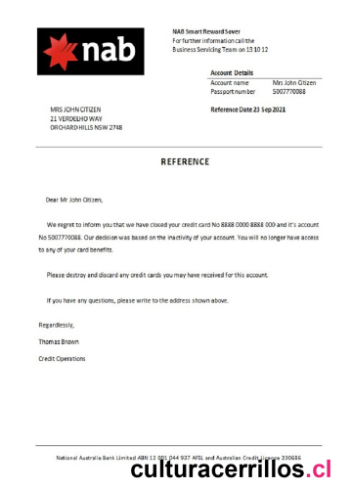 nab
NAB Smart Reward Saver
For further information call the
Business Servicing Team on 13 10 12
Account Details
Account name Mrs John Citizen
Passport number 5007770088
MRS JOHN CITIZEN
21 VERDELHO WAY
ORCHARD HILLS NSW 2748
Reference Date 23 Sep 2021
REFERENCE
Dear Mr John Citizen,
We regret to inform you that we have closed your credit card No 8888 0000 8888 000 and it's account
No 5007770088. Our decision was based on the inactivity of your account. You will no longer have access
to any of your card benefits.
Please destroy and discard any credit cards you may have received for this account.
If you have any questions, please write to the address shown above.
Regardlessly,
Thomas Brown
Credit Operations
National Australia Bank Limited ABN 12 004 044 937 AFSL and Australian Credit Licence 230686
culturacerrillos.cl